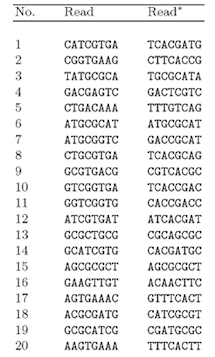 No. Read Read*
1 CATCGTGA TCACGATG
2 CGGTGAAG CTTCACCG
3 TATGCGCA TGCGCATA
4 GACGAGTC GACTCGTC
5 CTGACAAA TTTGTCAG
6 ATGCGCAT ATGCGCAT
7 ATGCGGTC GACCGCAT
8 CTGCGTGA TCACGCAG
9 GCGTGACG CGTCACGC
10 GTCGGTGA TCACCGAC
11 GGTCGGTG CACCGACC
12 ATCGTGAT ATCACGAT
13 GCGCTGCG CGCAGCGC
14 GCATCGTG CACGATGC
15 AGCGCGCT AGCGCGCT
16 GAAGTTGT ACAACTTC
17 AGTGAAAC GTTTCACT
18 ACGCGATG CATCGCGT
19 GCGCATCG CGATGCGC
20 AAGTGAAA TTTCACTT